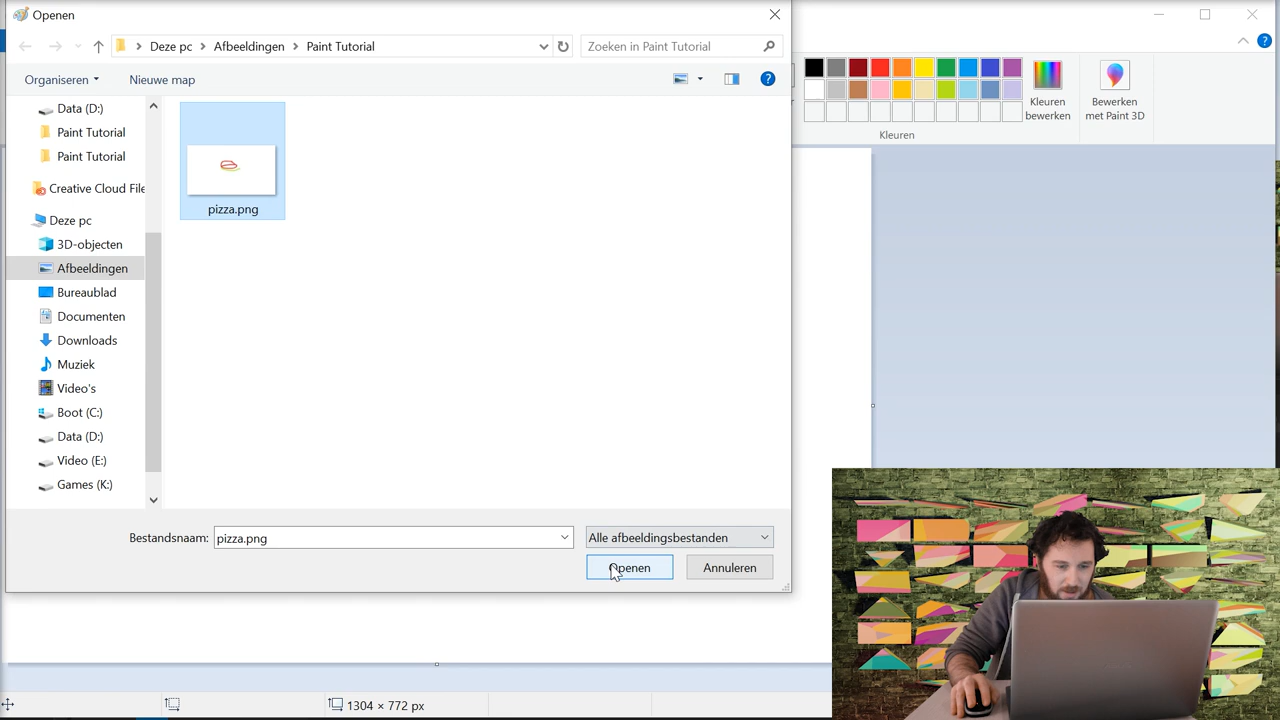 Openen
Deze pc
Afbeeldingen
Paint Tutorial
Zoeken in Paint Tutorial
Organiseren
Nieuwe map
Data (D:)
Paint Tutorial
Paint Tutorial
Creative Cloud File
Deze pc
3D-objecten
Afbeeldingen
Bureaublad
Documenten
Downloads
Muziek
Video's
Boot (C:)
Data (D:)
Video (E:)
Games (K:)
pizza.png
Bestandsnaam:
pizza.png
Alle afbeeldingsbestanden
Openen
Annuleren
Kleuren
bewerken
Bewerken
met Paint 3D
Kleuren
1304 × 772 px